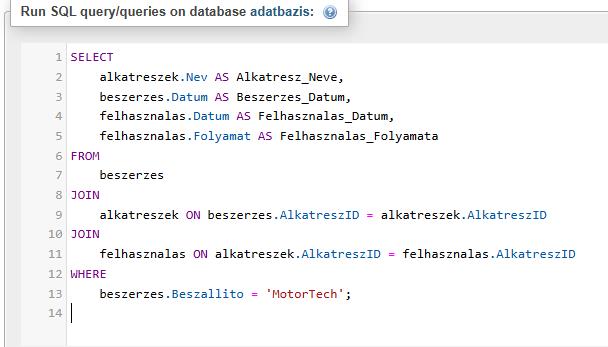 Run SQL query/queries on database adatbazis:
1 SELECT
2 alkatreszek.Nev AS Alkatresz_Neve,
3 beszerzes.Datum AS Beszerzes_Datum,
4 felhasznalas.Datum AS Felhasznalas_Datum,
5 felhasznalas.Folyamat AS Felhasznalas_Folyamata
6 FROM
7 beszerzes
8 JOIN
9 alkatreszek ON beszerzes.AlkatreszID = alkatreszek.AlkatreszID
10 JOIN
11 felhasznalas ON alkatreszek.AlkatreszID = felhasznalas.AlkatreszID
12 WHERE
13 beszerzes.Beszallito = 'MotorTech';
14